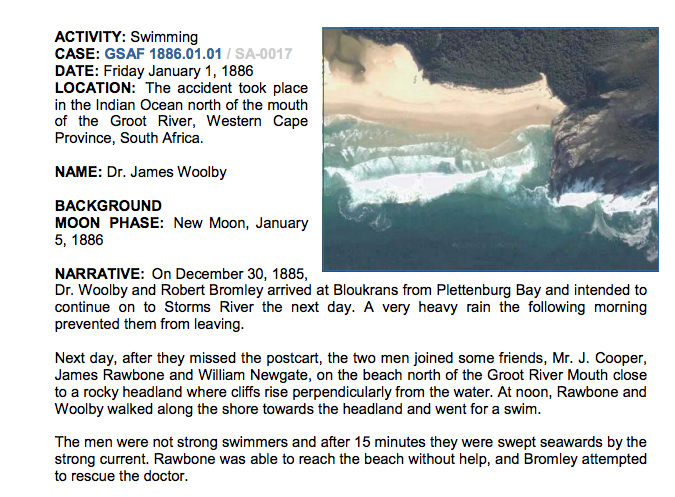 ACTIVITY: Swimming
CASE: GSAF 1886.01.01 / SA-0017
DATE: Friday January 1, 1886
LOCATION: The accident took place
in the Indian Ocean north of the mouth
of the Groot River, Western Cape
Province, South Africa.
NAME: Dr. James Woolby
BACKGROUND
MOON PHASE: New Moon, January
5, 1886
NARRATIVE: On December 30, 1885,
Dr. Woolby and Robert Bromley arrived at Bloukrans from Plettenburg Bay and intended to
continue on to Storms River the next day. A very heavy rain the following morning
prevented them from leaving.
Next day, after they missed the postcart, the two men joined some friends, Mr. J. Cooper,
James Rawbone and William Newgate, on the beach north of the Groot River Mouth close
to a rocky headland where cliffs rise perpendicularly from the water. At noon, Rawbone and
Woolby walked along the shore towards the headland and went for a swim.
The men were not strong swimmers and after 15 minutes they were swept seawards by the
strong current. Rawbone was able to reach the beach without help, and Bromley attempted
to rescue the doctor.